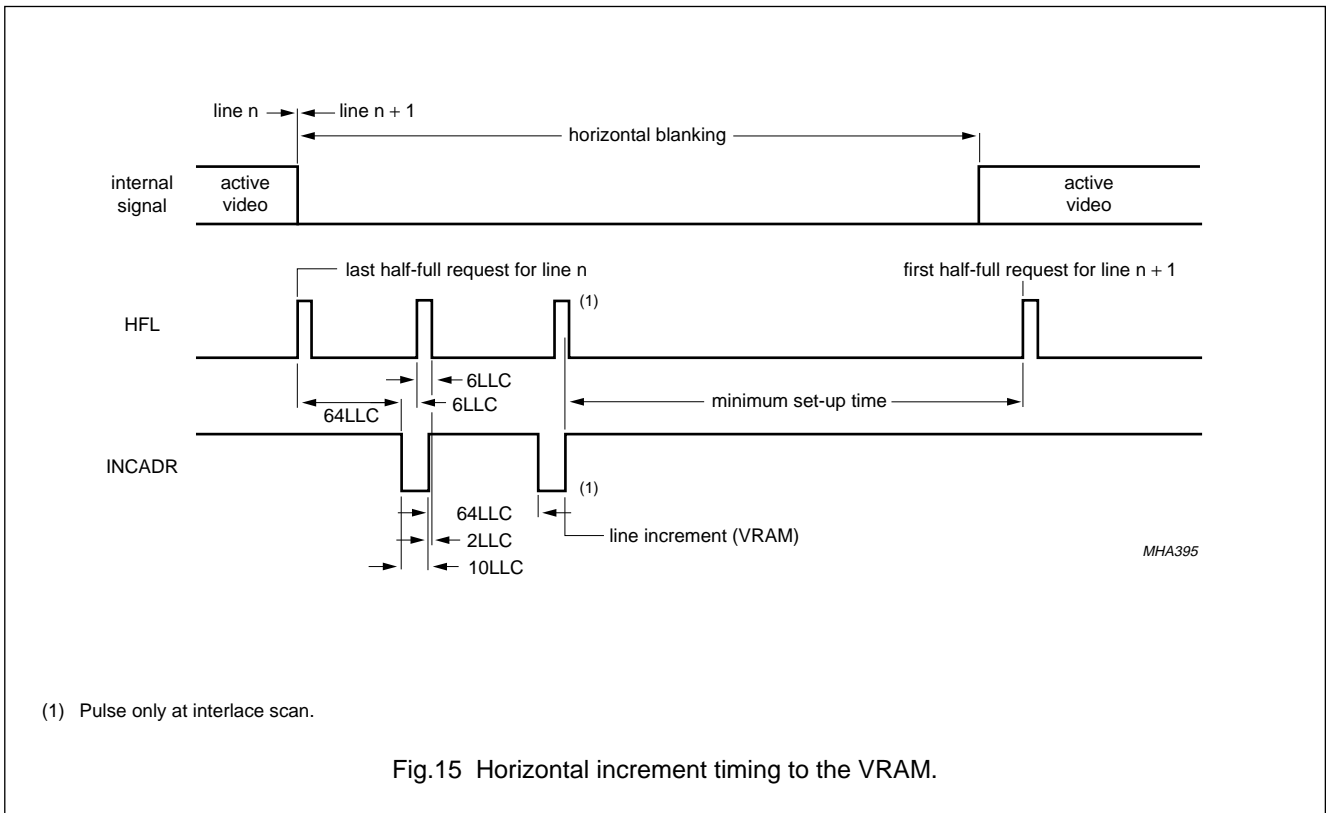 line n
line n + 1
horizontal blanking
internal
signal
active
video
active
video
last half-full request for line n
first half-full request for line n + 1
HFL
(1)
6LLC
6LLC
64LLC
minimum set-up time
INCADR
(1)
64LLC
2LLC
10LLC
line increment (VRAM)
MHA395
(1) Pulse only at interlace scan.
Fig.15 Horizontal increment timing to the VRAM.